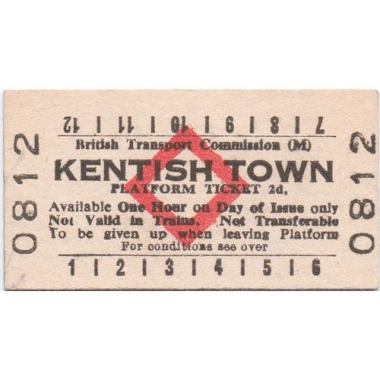 12 | 11 | 10 | 9 | 8 | 7
British Transport Commission (M)
KENTISH TOWN
PLATFORM TICKET 2d,
Available One Hour on Day of Issue only
Not Valid in Trains. Not Transferable
To be given up when leaving Platform
For conditions see over
1 | 2 | 3 | 4 | 5 | 6
0812
0812